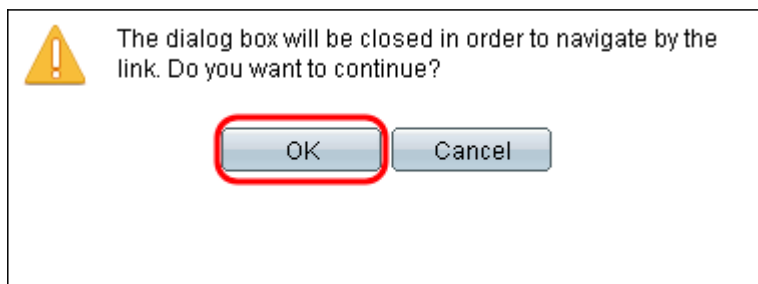 The dialog box will be closed in order to navigate by the
link. Do you want to continue?
OK Cancel